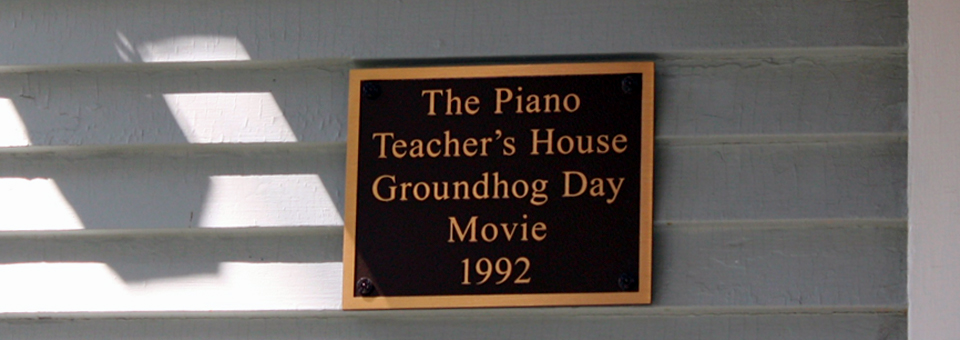 The Piano
Teacher's House
Groundhog Day
Movie
1992